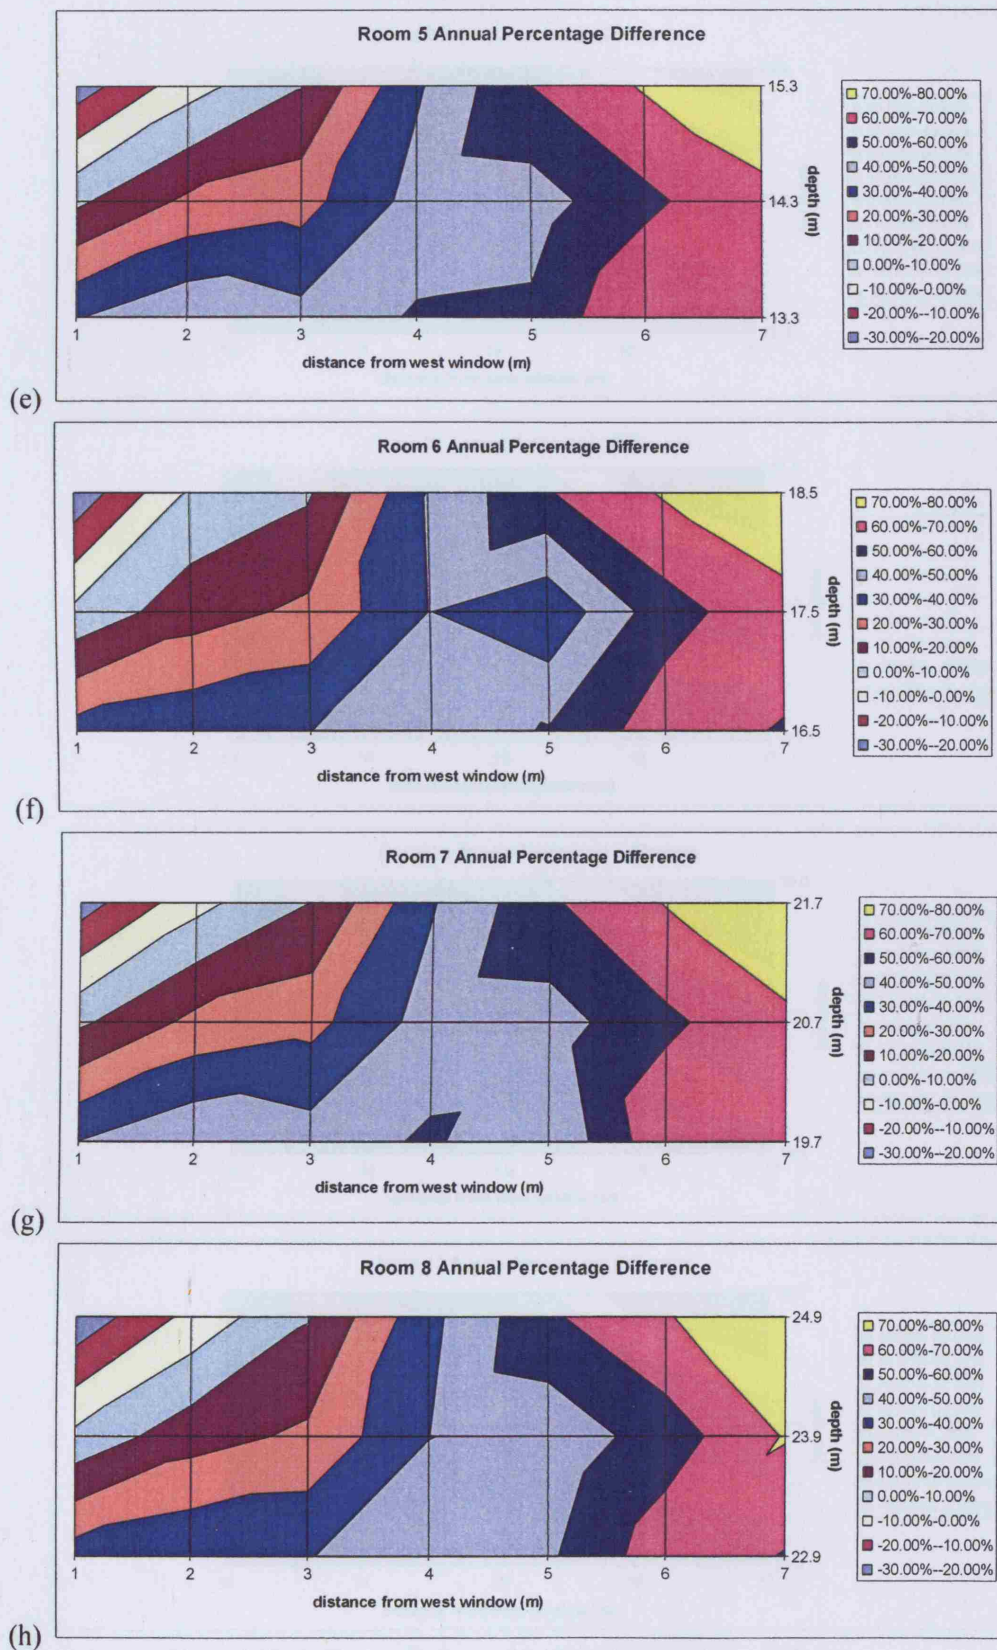 Room 5 Annual Percentage Difference
15.3
14.3
13.3
depth (m)
1 2 3 4 5 6 7
distance from west window (m)
70.00%-80.00%
60.00%-70.00%
50.00%-60.00%
40.00%-50.00%
30.00%-40.00%
20.00%-30.00%
10.00%-20.00%
0.00%-10.00%
-10.00%-0.00%
-20.00%--10.00%
-30.00%--20.00%
(e)
Room 6 Annual Percentage Difference
18.5
17.5
16.5
depth (m)
1 2 3 4 5 6 7
distance from west window (m)
70.00%-80.00%
60.00%-70.00%
50.00%-60.00%
40.00%-50.00%
30.00%-40.00%
20.00%-30.00%
10.00%-20.00%
0.00%-10.00%
-10.00%-0.00%
-20.00%--10.00%
-30.00%--20.00%
(f)
Room 7 Annual Percentage Difference
21.7
20.7
19.7
depth (m)
1 2 3 4 5 6 7
distance from west window (m)
70.00%-80.00%
60.00%-70.00%
50.00%-60.00%
40.00%-50.00%
30.00%-40.00%
20.00%-30.00%
10.00%-20.00%
0.00%-10.00%
-10.00%-0.00%
-20.00%--10.00%
-30.00%--20.00%
(g)
Room 8 Annual Percentage Difference
24.9
23.9
22.9
depth (m)
1 2 3 4 5 6 7
distance from west window (m)
70.00%-80.00%
60.00%-70.00%
50.00%-60.00%
40.00%-50.00%
30.00%-40.00%
20.00%-30.00%
10.00%-20.00%
0.00%-10.00%
-10.00%-0.00%
-20.00%--10.00%
-30.00%--20.00%
(h)